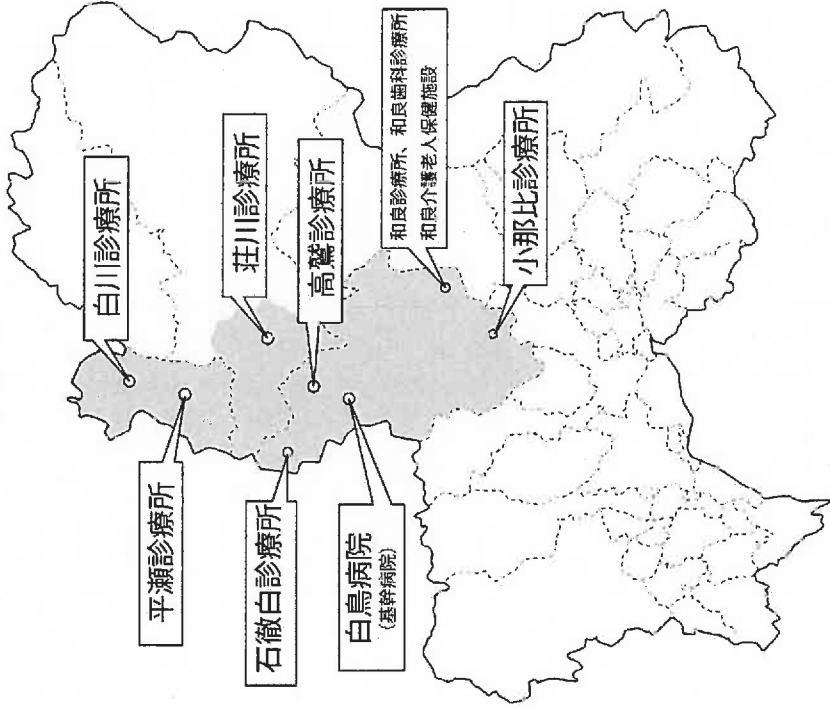 白川診療所
平瀬診療所
荘川診療所
石徹白診療所
高鷲診療所
白鳥病院
(基幹病院)
和良診療所、和良歯科診療所
和良介護老人保健施設
小那比診療所